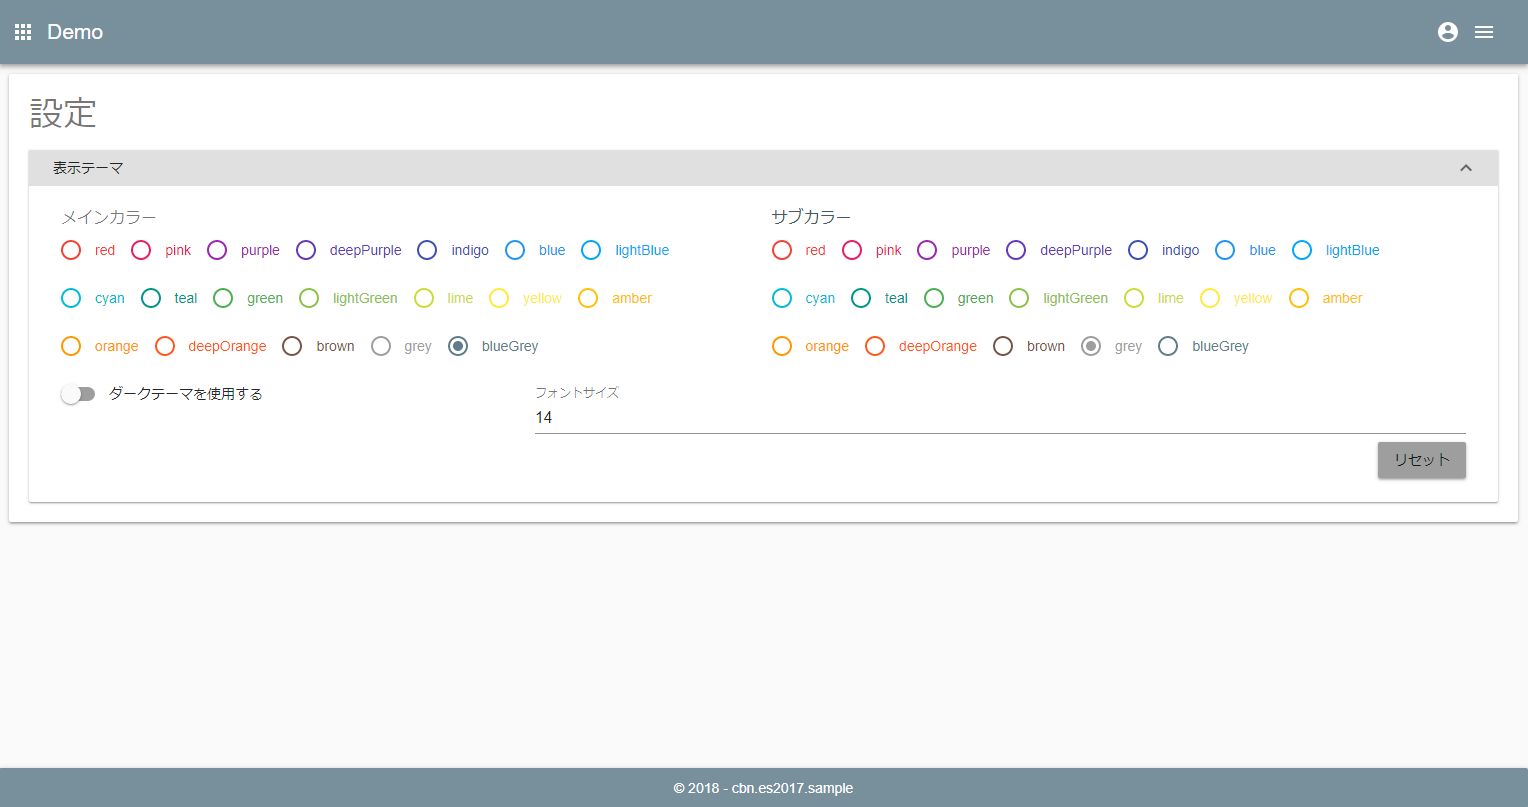 Demo
設定
表示テーマ
メインカラー
red pink purple deepPurple indigo blue lightBlue
cyan teal green lightGreen lime yellow amber
orange deepOrange brown grey blueGrey
サブカラー
red pink purple deepPurple indigo blue lightBlue
cyan teal green lightGreen lime yellow amber
orange deepOrange brown grey blueGrey
ダークテーマを使用する
フォントサイズ
14
リセット
© 2018 - cbn.es2017.sample